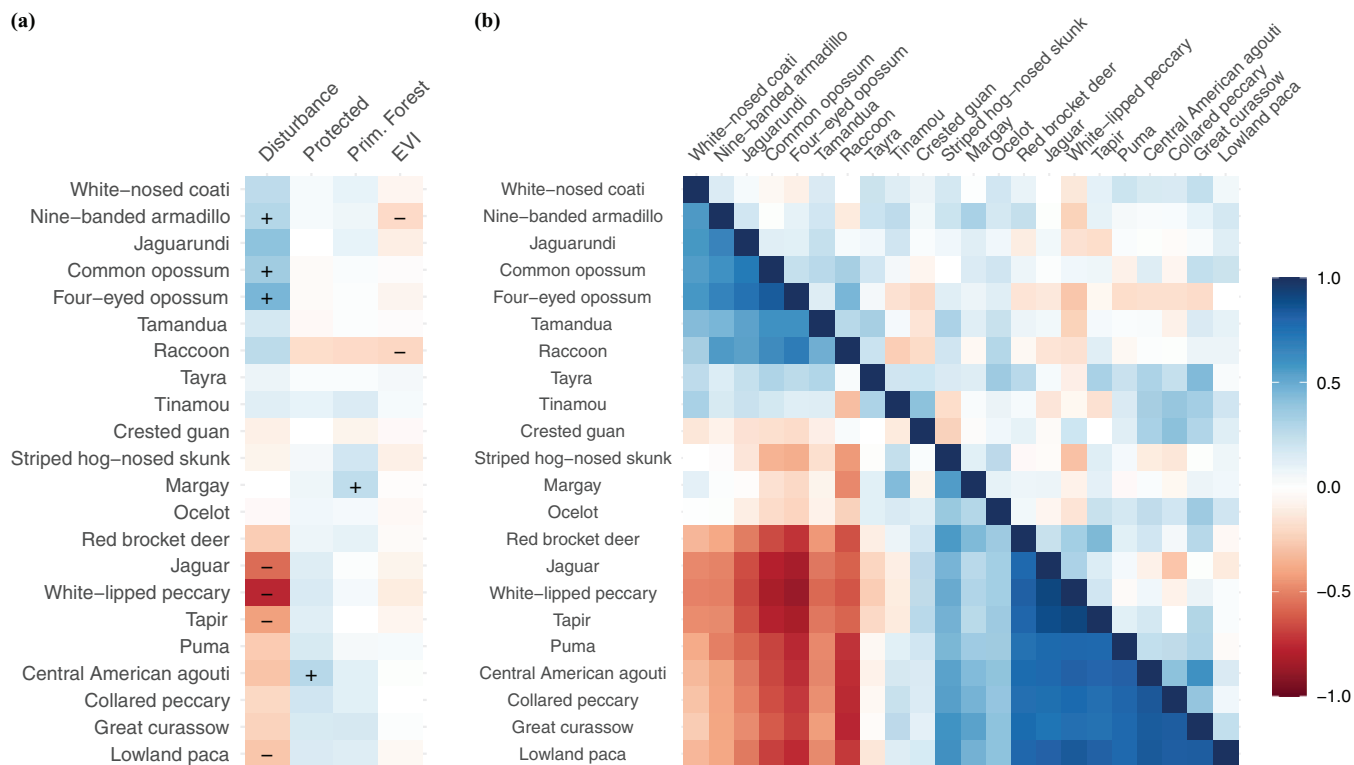 (a)
Disturbance
Protected
Prim. Forest
EVI
White−nosed coati
Nine−banded armadillo
+
−
Jaguarundi
Common opossum
+
Four−eyed opossum
+
Tamandua
Raccoon
−
Tayra
Tinamou
Crested guan
Striped hog−nosed skunk
Margay
+
Ocelot
Red brocket deer
Jaguar
−
White−lipped peccary
−
Tapir
−
Puma
Central American agouti
+
Collared peccary
Great curassow
Lowland paca
−
(b)
White−nosed coati
Nine−banded armadillo
Jaguarundi
Common opossum
Four−eyed opossum
Tamandua
Raccoon
Tayra
Tinamou
Crested guan
Striped hog−nosed skunk
Margay
Ocelot
Red brocket deer
Jaguar
White−lipped peccary
Tapir
Puma
Central American agouti
Collared peccary
Great curassow
Lowland paca
White−nosed coati
Nine−banded armadillo
Jaguarundi
Common opossum
Four−eyed opossum
Tamandua
Raccoon
Tayra
Tinamou
Crested guan
Striped hog−nosed skunk
Margay
Ocelot
Red brocket deer
Jaguar
White−lipped peccary
Tapir
Puma
Central American agouti
Collared peccary
Great curassow
Lowland paca
1.0
0.5
0.0
−0.5
−1.0